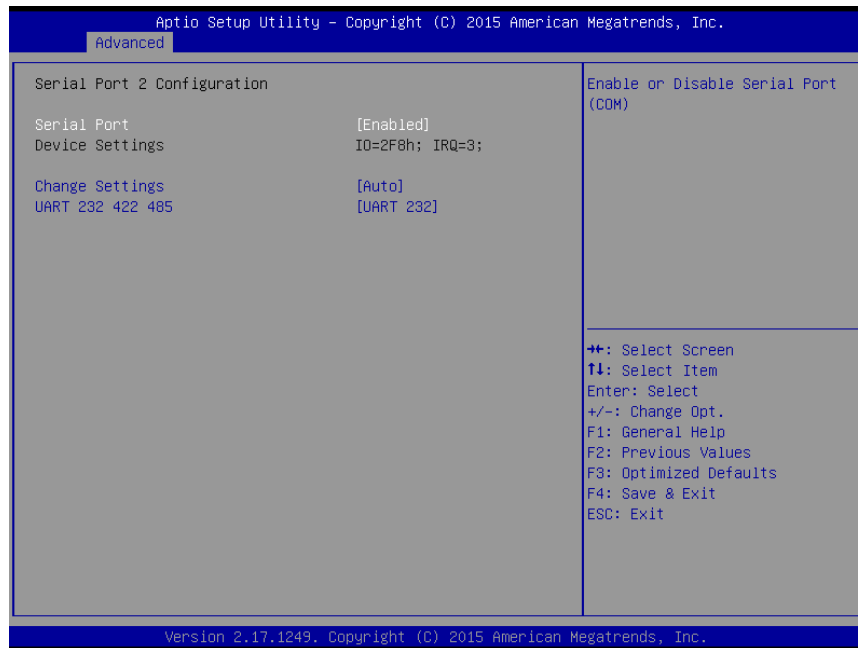 Aptio Setup Utility – Copyright (C) 2015 American Megatrends, Inc.
Advanced
Serial Port 2 Configuration
Serial Port [Enabled]
Device Settings IO=2F8h; IRQ=3;
Change Settings [Auto]
UART 232 422 485 [UART 232]
Enable or Disable Serial Port
(COM)
→←: Select Screen
↑↓: Select Item
Enter: Select
+/-: Change Opt.
F1: General Help
F2: Previous Values
F3: Optimized Defaults
F4: Save & Exit
ESC: Exit
Version 2.17.1249. Copyright (C) 2015 American Megatrends, Inc.